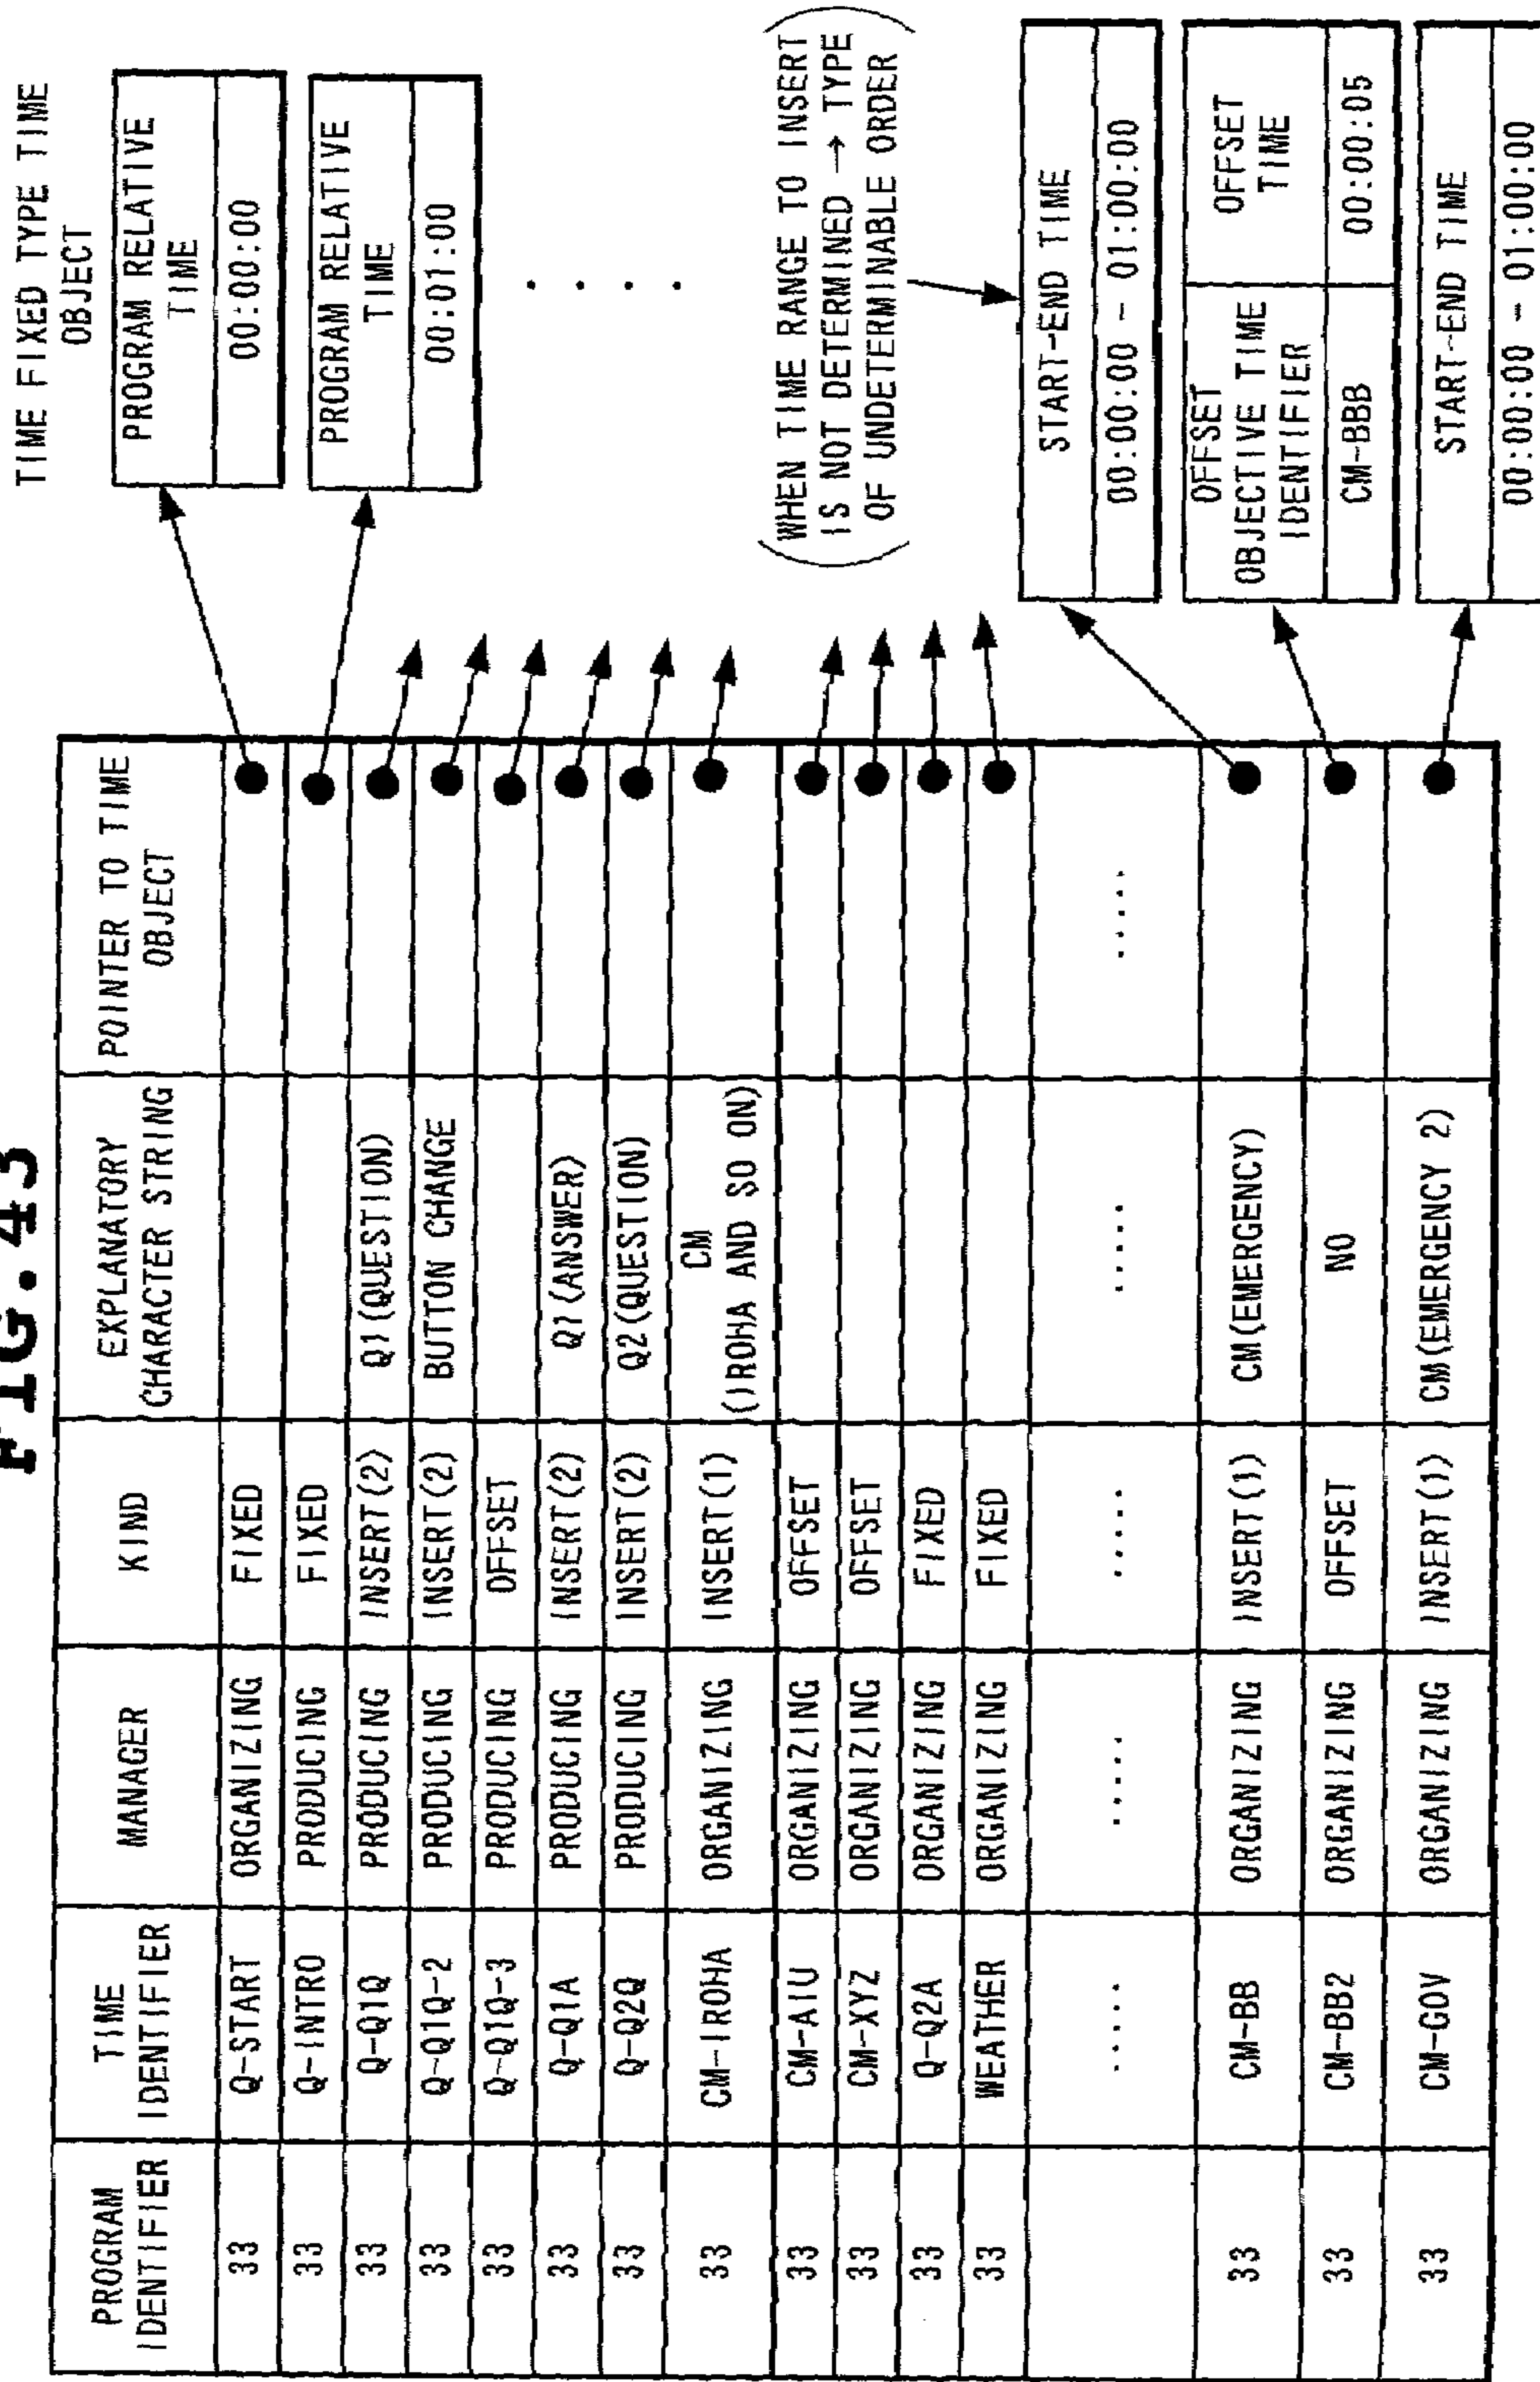 FIG.43
PROGRAM
IDENTIFIER
TIME
IDENTIFIER
MANAGER
KIND
EXPLANATORY
CHARACTER STRING
POINTER TO TIME
OBJECT
33 Q-START ORGANIZING FIXED
33 Q-INTRO PRODUCING FIXED
33 Q-Q1Q PRODUCING INSERT(2) Q1(QUESTION)
33 Q-Q1Q-2 PRODUCING INSERT(2) BUTTON CHANGE
33 Q-Q1Q-3 PRODUCING OFFSET
33 Q-Q1A PRODUCING INSERT(2) Q1(ANSWER)
33 Q-Q2Q PRODUCING INSERT(2) Q2(QUESTION)
33 CM-IROHA ORGANIZING INSERT(1) CM
(IROHA AND SO ON)
33 CM-AIU ORGANIZING OFFSET
33 CM-XYZ ORGANIZING OFFSET
33 Q-Q2A ORGANIZING FIXED
33 WEATHER ORGANIZING FIXED
..... ..... ..... ..... .....
33 CM-BB ORGANIZING INSERT(1) CM(EMERGENCY)
33 CM-BB2 ORGANIZING OFFSET NO
33 CM-GOV ORGANIZING INSERT(1) CM(EMERGENCY 2)
TIME FIXED TYPE TIME
OBJECT
PROGRAM RELATIVE
TIME
00:00:00
PROGRAM RELATIVE
TIME
00:01:00
. . . .
(WHEN TIME RANGE TO INSERT
IS NOT DETERMINED → TYPE
OF UNDETERMINABLE ORDER)
START-END TIME
00:00:00 - 01:00:00
OFFSET
OBJECTIVE TIME
IDENTIFIER
OFFSET
TIME
CM-BBB 00:00:05
START-END TIME
00:00:00 - 01:00:00